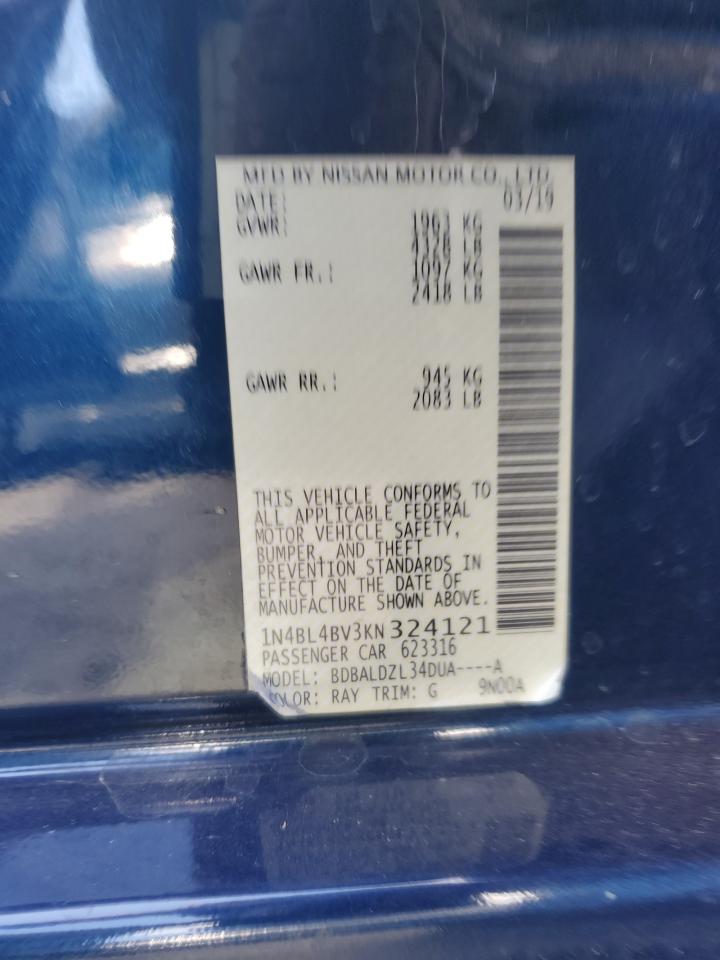 MFD BY NISSAN MOTOR CO., LTD.
DATE: 03/19
GVWR: 1963 KG
4328 LB
GAWR FR.: 1097 KG
2418 LB
GAWR RR.: 945 KG
2083 LB
THIS VEHICLE CONFORMS TO
ALL APPLICABLE FEDERAL
MOTOR VEHICLE SAFETY,
BUMPER, AND THEFT
PREVENTION STANDARDS IN
EFFECT ON THE DATE OF
MANUFACTURE SHOWN ABOVE.
1N4BL4BV3KN324121
PASSENGER CAR 623316
MODEL: BDBALDZL34DUA----A
COLOR: RAY TRIM: G 9N00A